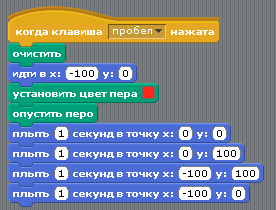 когда клавиша пробел нажата
очистить
идти в x: -100 y: 0
установить цвет пера
опустить перо
плыть 1 секунд в точку x: 0 y: 0
плыть 1 секунд в точку x: 0 y: 100
плыть 1 секунд в точку x: -100 y: 100
плыть 1 секунд в точку x: -100 y: 0